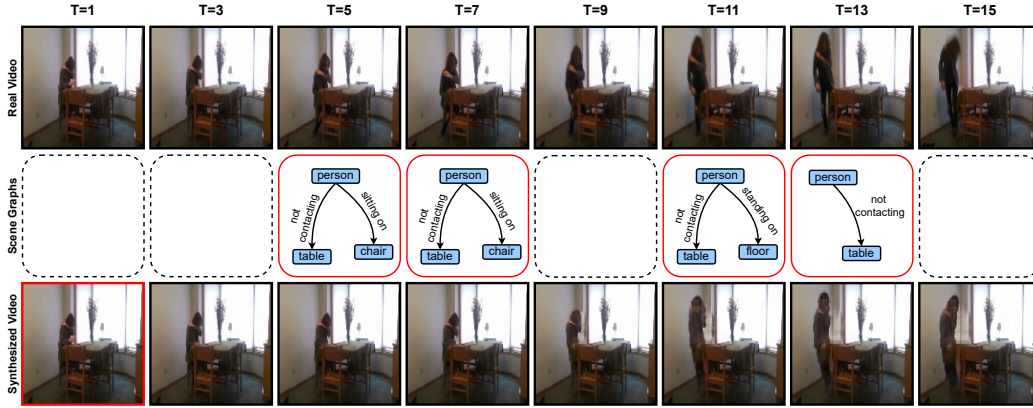 T=1 T=3 T=5 T=7 T=9 T=11 T=13 T=15
Real Video
Scene Graphs
person
not contacting
sitting on
table
chair
person
not contacting
sitting on
table
chair
person
not contacting
standing on
table
floor
person
not
contacting
table
Synthesized Video